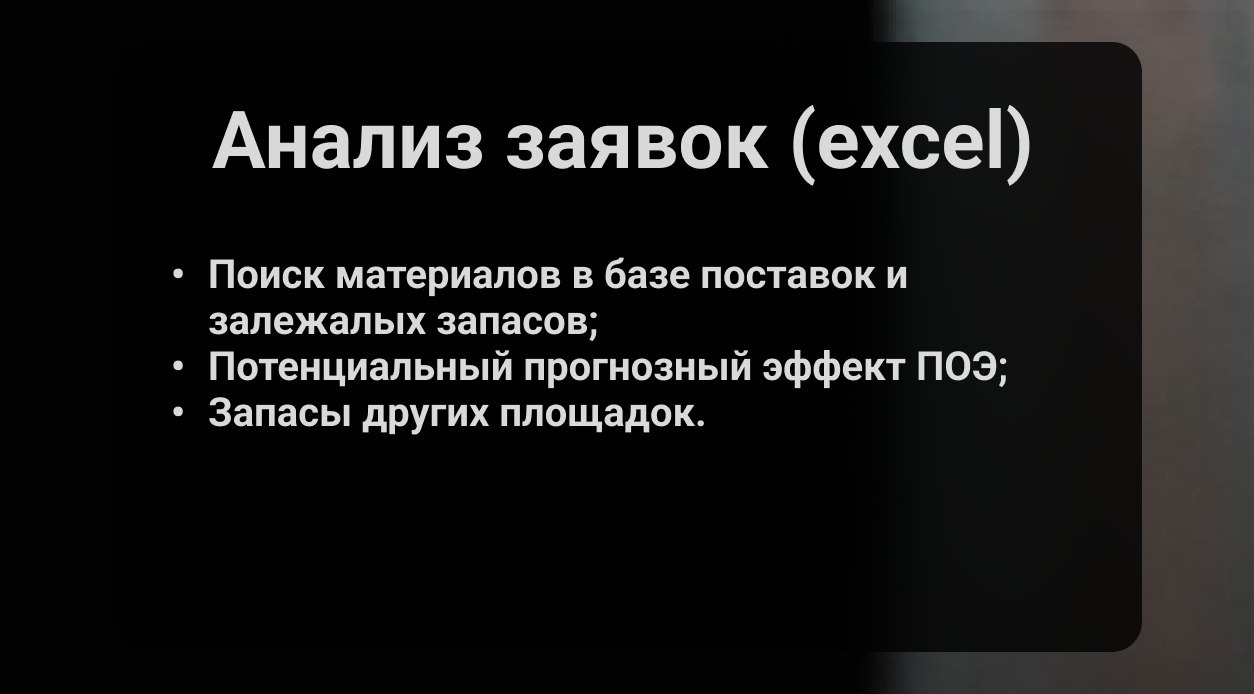 Анализ заявок (excel)
• Поиск материалов в базе поставок и
залежалых запасов;
• Потенциальный прогнозный эффект ПОЭ;
• Запасы других площадок.